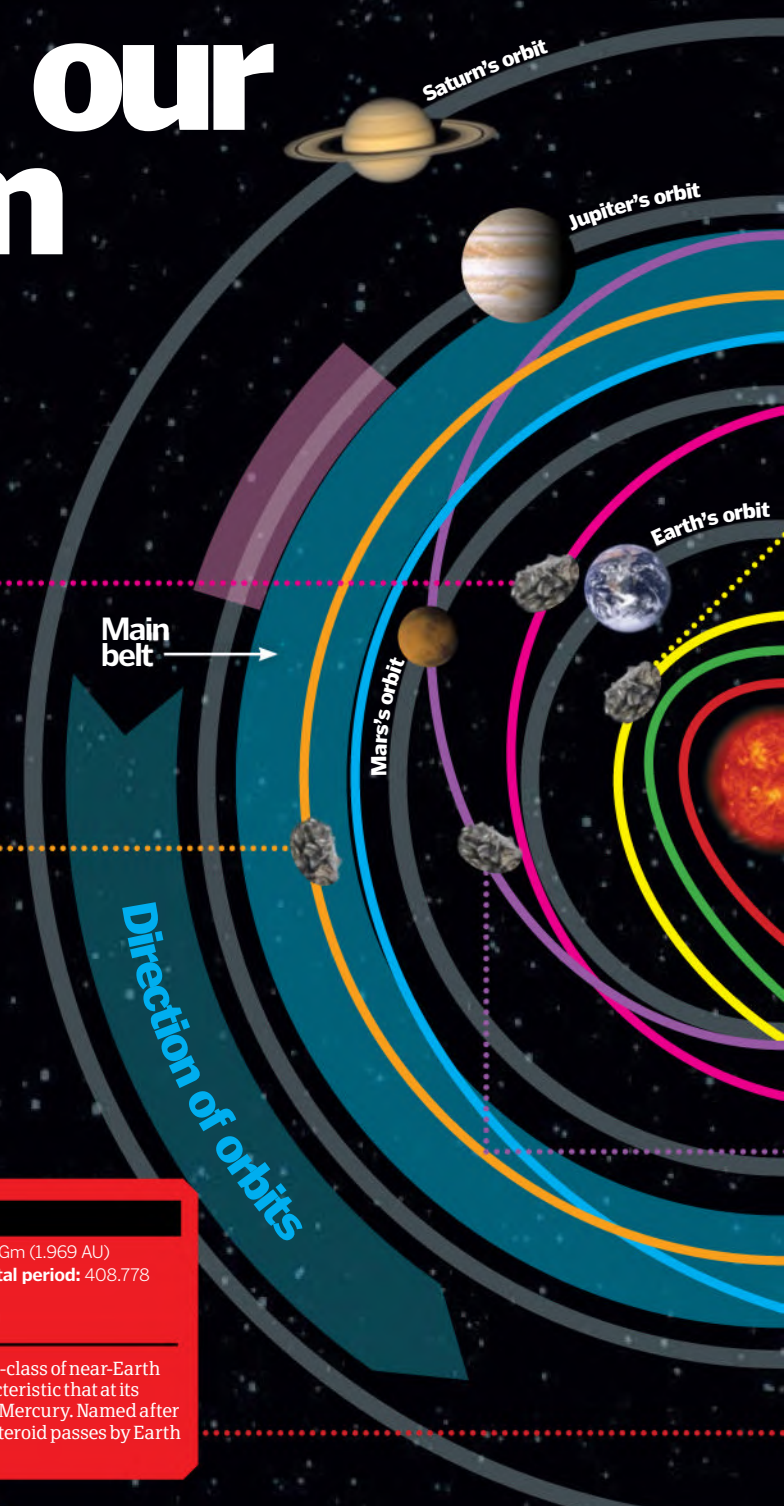 our
m
Saturn's orbit
Jupiter's orbit
Earth's orbit
Main
belt
Mars's orbit
Direction of orbits
Gm (1.969 AU)
tal period: 408.778
-class of near-Earth
cteristic that at its
Mercury. Named after
teroid passes by Earth